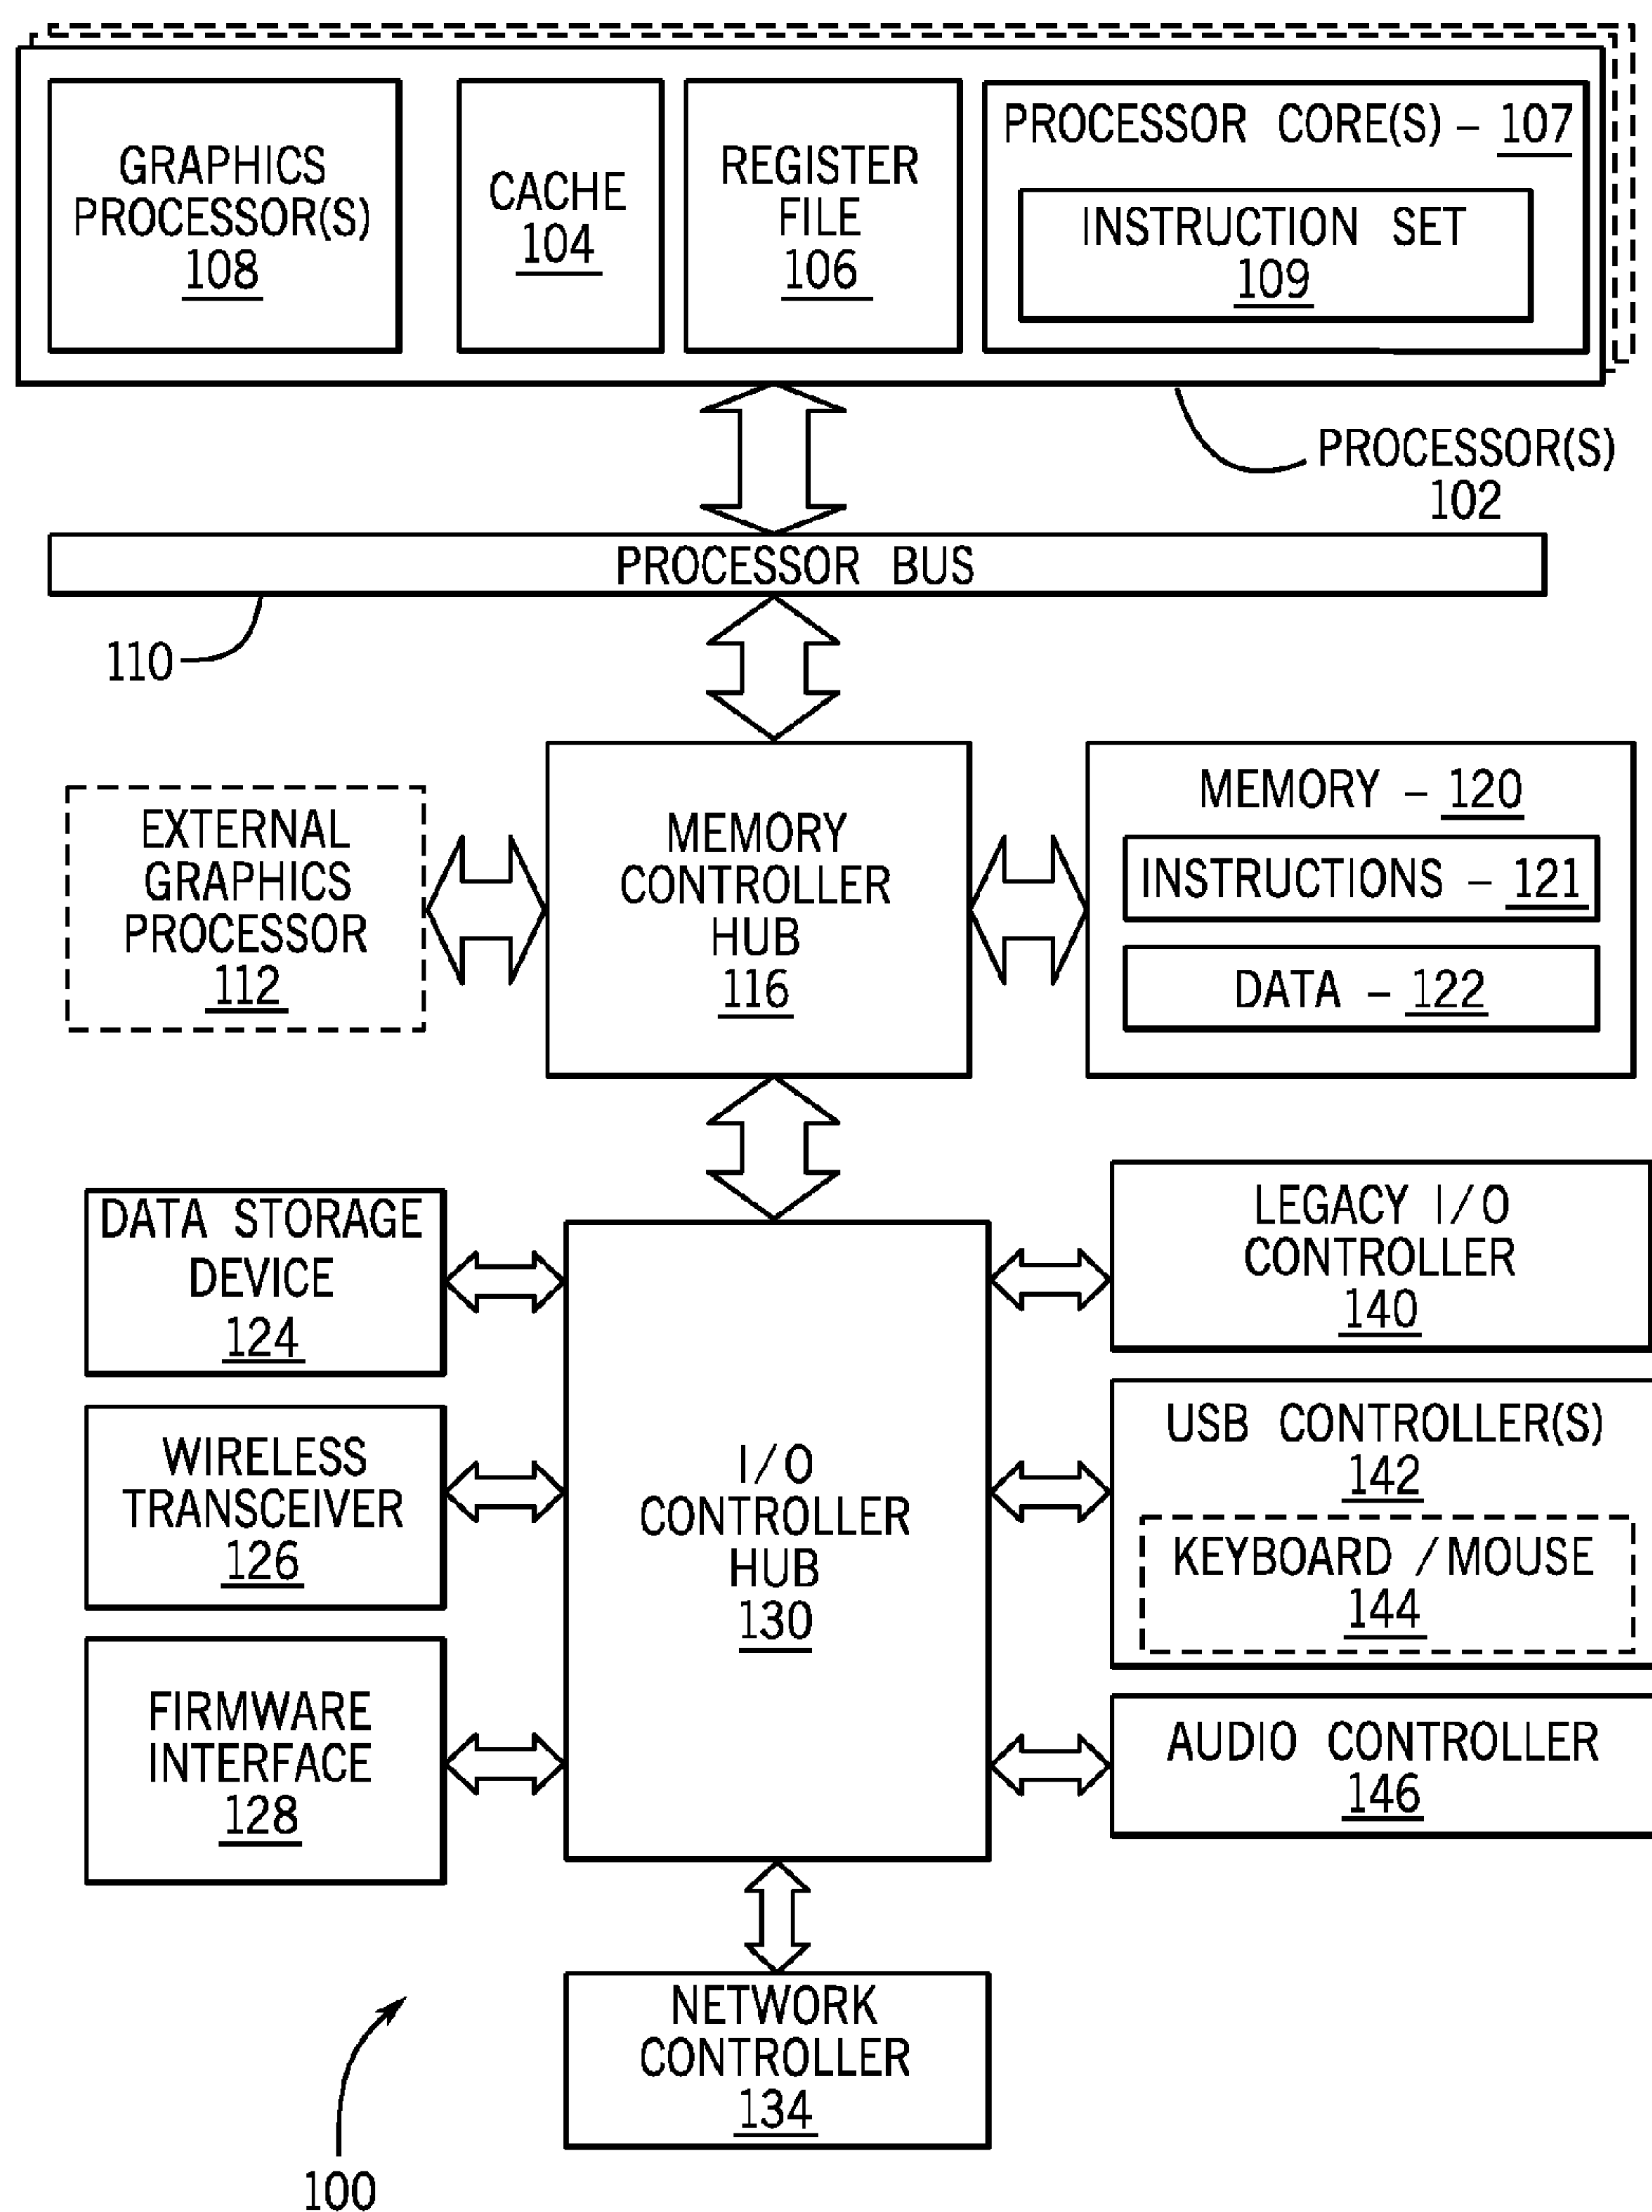 GRAPHICS
PROCESSOR(S)
108
CACHE
104
REGISTER
FILE
106
PROCESSOR CORE(S) – 107
INSTRUCTION SET
109
PROCESSOR(S)
102
PROCESSOR BUS
110
EXTERNAL
GRAPHICS
PROCESSOR
112
MEMORY
CONTROLLER
HUB
116
MEMORY – 120
INSTRUCTIONS – 121
DATA – 122
DATA STORAGE
DEVICE
124
WIRELESS
TRANSCEIVER
126
FIRMWARE
INTERFACE
128
I/O
CONTROLLER
HUB
130
LEGACY I/O
CONTROLLER
140
USB CONTROLLER(S)
142
KEYBOARD /MOUSE
144
AUDIO CONTROLLER
146
NETWORK
CONTROLLER
134
100